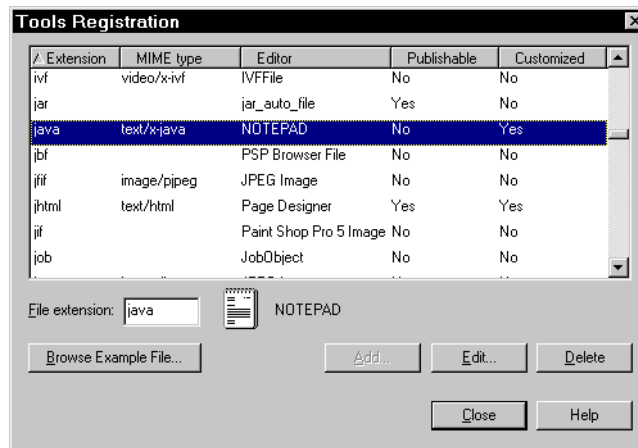 Tools Registration
Extension MIME type Editor Publishable Customized
ivf video/x-ivf IVFFile No No
jar jar_auto_file Yes No
java text/x-java NOTEPAD No Yes
jbf PSP Browser File No No
jfif image/pjpeg JPEG Image No No
jhtml text/html Page Designer Yes Yes
jif Paint Shop Pro 5 Image No No
job JobObject No No
File extension: java NOTEPAD
Browse Example File... Add... Edit... Delete
Close Help